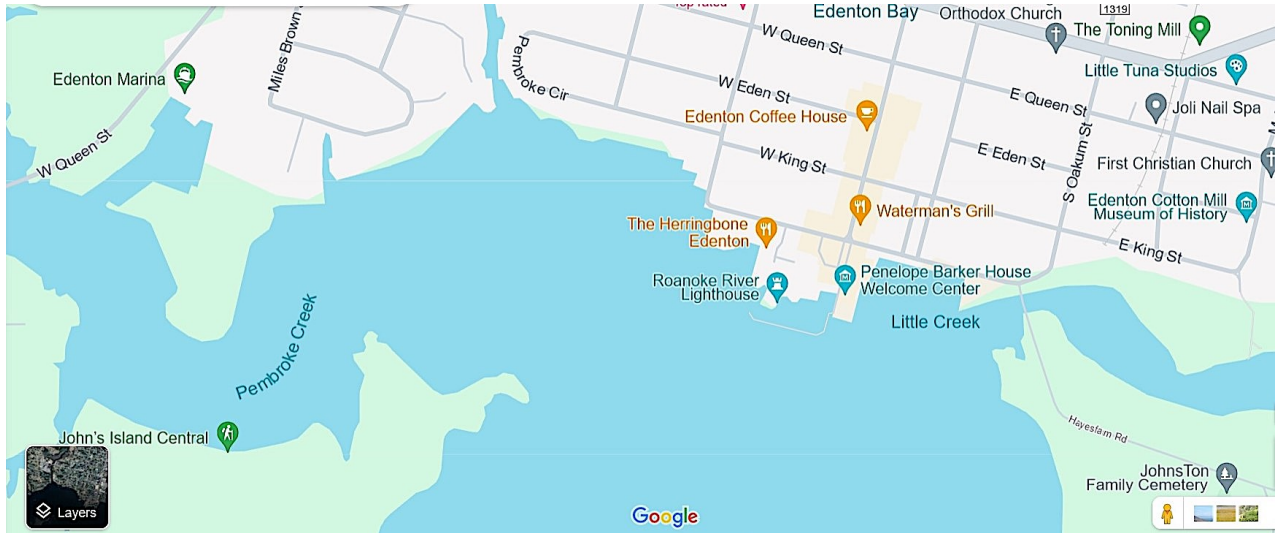 Top rated
Edenton Bay
Orthodox Church
1319
The Toning Mill
W Queen St
Pembroke Cir
Miles Brown
Edenton Marina
Little Tuna Studios
W Eden St
E Queen St
Joli Nail Spa
Edenton Coffee House
W Queen St
W King St
E Eden St
S Oakum St
First Christian Church
Edenton Cotton Mill
Museum of History
Waterman's Grill
The Herringbone
Edenton
E King St
Roanoke River
Lighthouse
Penelope Barker House
Welcome Center
Little Creek
Pembroke Creek
John's Island Central
Hayesfam Rd
JohnsTon
Family Cemetery
Layers
Google